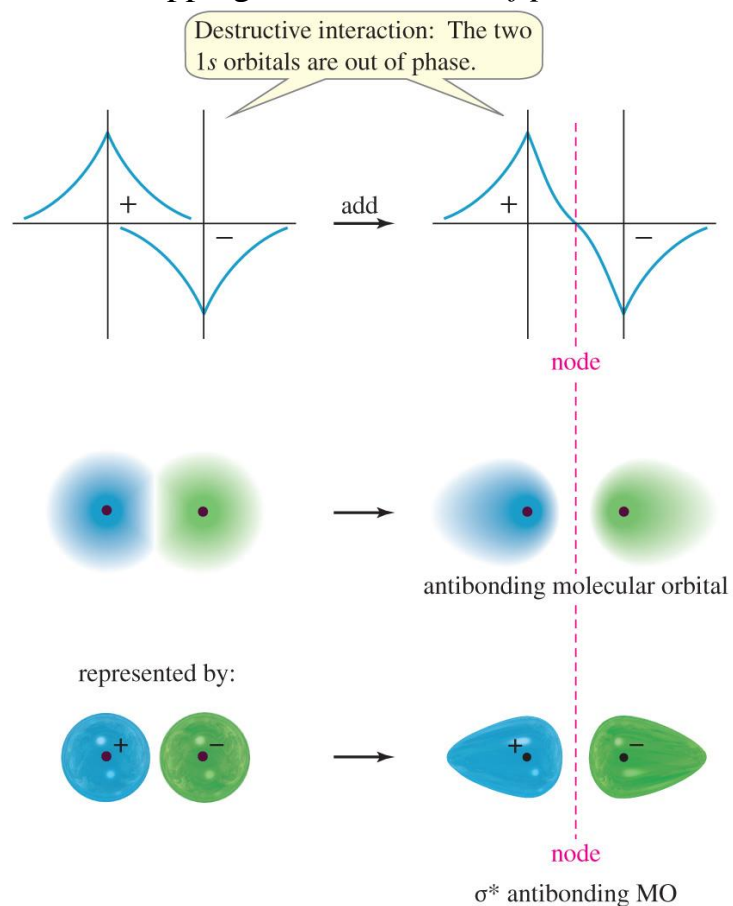 Destructive interaction: The two
1s orbitals are out of phase.
+
−
add
+
−
node
antibonding molecular orbital
represented by:
+
−
+
−
node
σ* antibonding MO